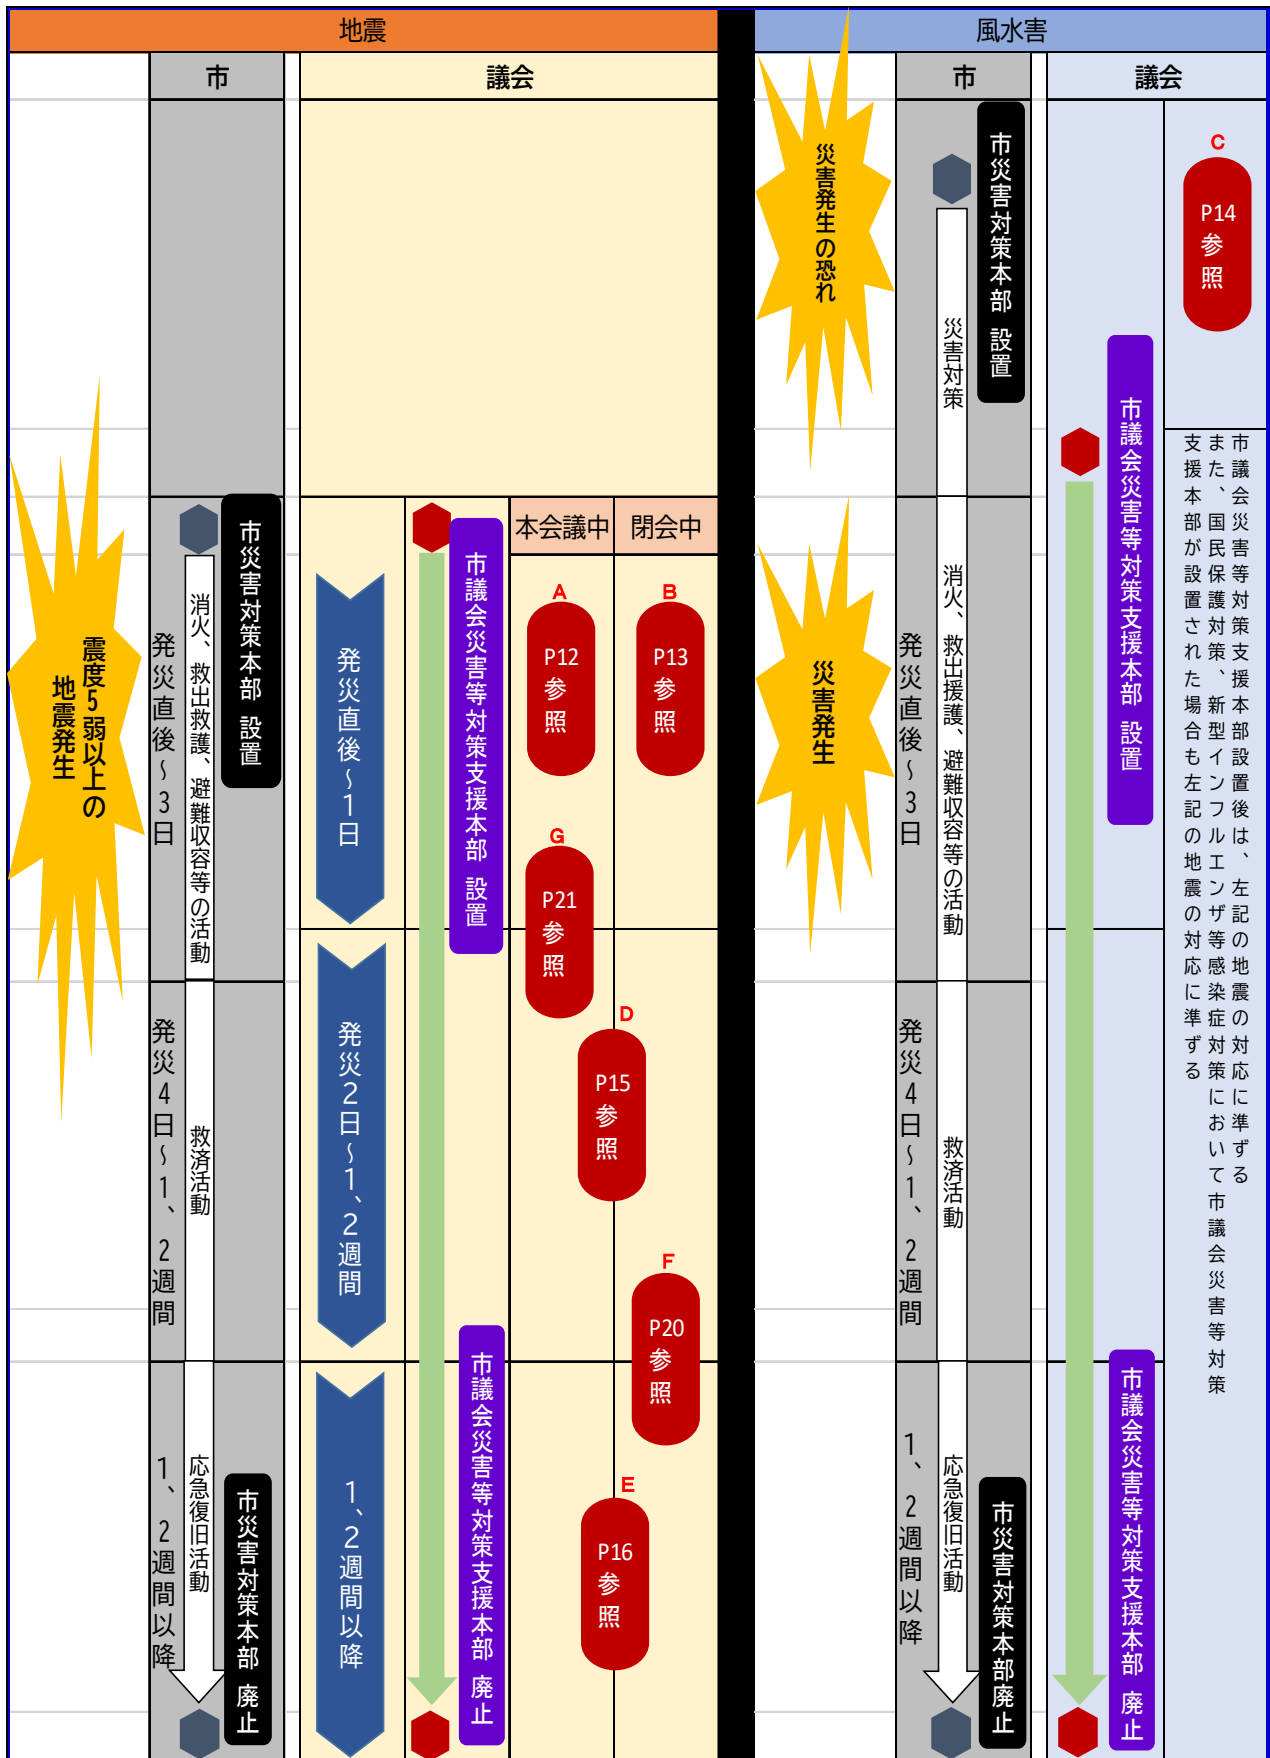 地震
市
議会
震度5弱以上の
地震発生
発災直後～3日
消火、救出救護、避難収容等の活動
市災害対策本部 設置
発災4日～1、2週間
救済活動
1、2週間以降
応急復旧活動
市災害対策本部 廃止
発災直後～1日
発災2日～1、2週間
1、2週間以降
市議会災害等対策支援本部 設置
市議会災害等対策支援本部 廃止
本会議中
閉会中
A
P12
参
照
B
P13
参
照
G
P21
参
照
D
P15
参
照
F
P20
参
照
E
P16
参
照
風水害
市
議会
災害発生の恐れ
災害発生
市災害対策本部 設置
災害対策
発災直後～3日
消火、救出援護、避難収容等の活動
発災4日～1、2週間
救済活動
1、2週間以降
応急復旧活動
市災害対策本部廃止
市議会災害等対策支援本部 設置
市議会災害等対策支援本部 廃止
C
P14
参
照
市議会災害等対策支援本部設置後は、左記の地震の対応に準ずる
また、国民保護対策、新型インフルエンザ等感染症対策において市議会災害等対策
支援本部が設置された場合も左記の地震の対応に準ずる